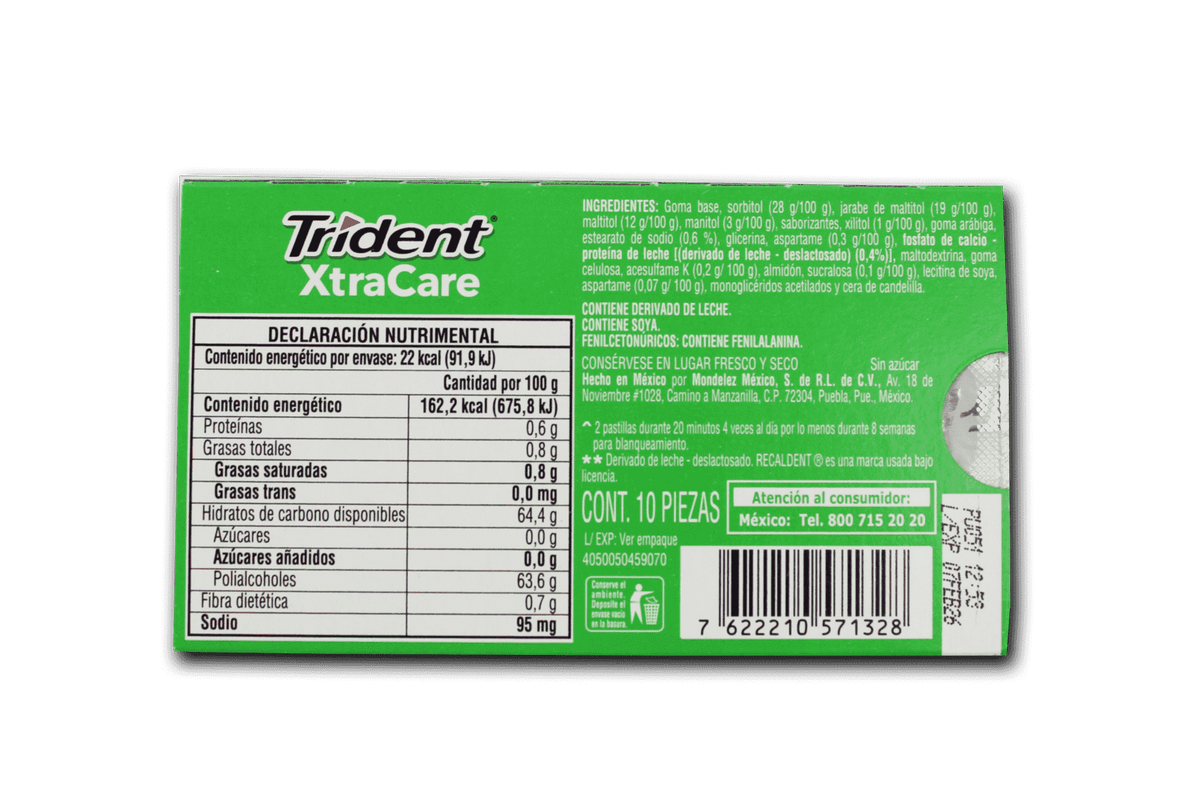 Trident®
XtraCare
DECLARACIÓN NUTRIMENTAL
Contenido energético por envase: 22 kcal (91,9 kJ)
Cantidad por 100 g
Contenido energético 162,2 kcal (675,8 kJ)
Proteínas 0,6 g
Grasas totales 0,8 g
Grasas saturadas 0,8 g
Grasas trans 0,0 mg
Hidratos de carbono disponibles 64,4 g
Azúcares 0,0 g
Azúcares añadidos 0,0 g
Polialcoholes 63,6 g
Fibra dietética 0,7 g
Sodio 95 mg
INGREDIENTES: Goma base, sorbitol (28 g/100 g), jarabe de maltitol (19 g/100 g),
maltitol (12 g/100 g), manitol (3 g/100 g), saborizantes, xilitol (1 g/100 g), goma arábiga,
estearato de sodio (0,6 %), glicerina, aspartame (0,3 g/100 g), fosfato de calcio -
proteína de leche [(derivado de leche - deslactosado) (0,4%)], maltodextrina, goma
celulosa, acesulfame K (0,2 g/ 100 g), almidón, sucralosa (0,1 g/100 g), lecitina de soya,
aspartame (0,07 g/ 100 g), monoglicéridos acetilados y cera de candelilla.
CONTIENE DERIVADO DE LECHE.
CONTIENE SOYA.
FENILCETONÚRICOS: CONTIENE FENILALANINA.
CONSÉRVESE EN LUGAR FRESCO Y SECO Sin azúcar
Hecho en México por Mondelez México, S. de R.L. de C.V., Av. 18 de
Noviembre #1028, Camino a Manzanilla, C.P. 72304, Puebla, Pue., México.
^ 2 pastillas durante 20 minutos 4 veces al día por lo menos durante 8 semanas
para blanqueamiento.
** Derivado de leche - deslactosado. RECALDENT ® es una marca usada bajo
licencia.
CONT. 10 PIEZAS
Atención al consumidor:
México: Tel. 800 715 20 20
L/ EXP: Ver empaque
4050050459070
Conserve el
ambiente.
Deposite el
envase vacío
en la basura.
7 622210 571328
L/EXP 07FEB26